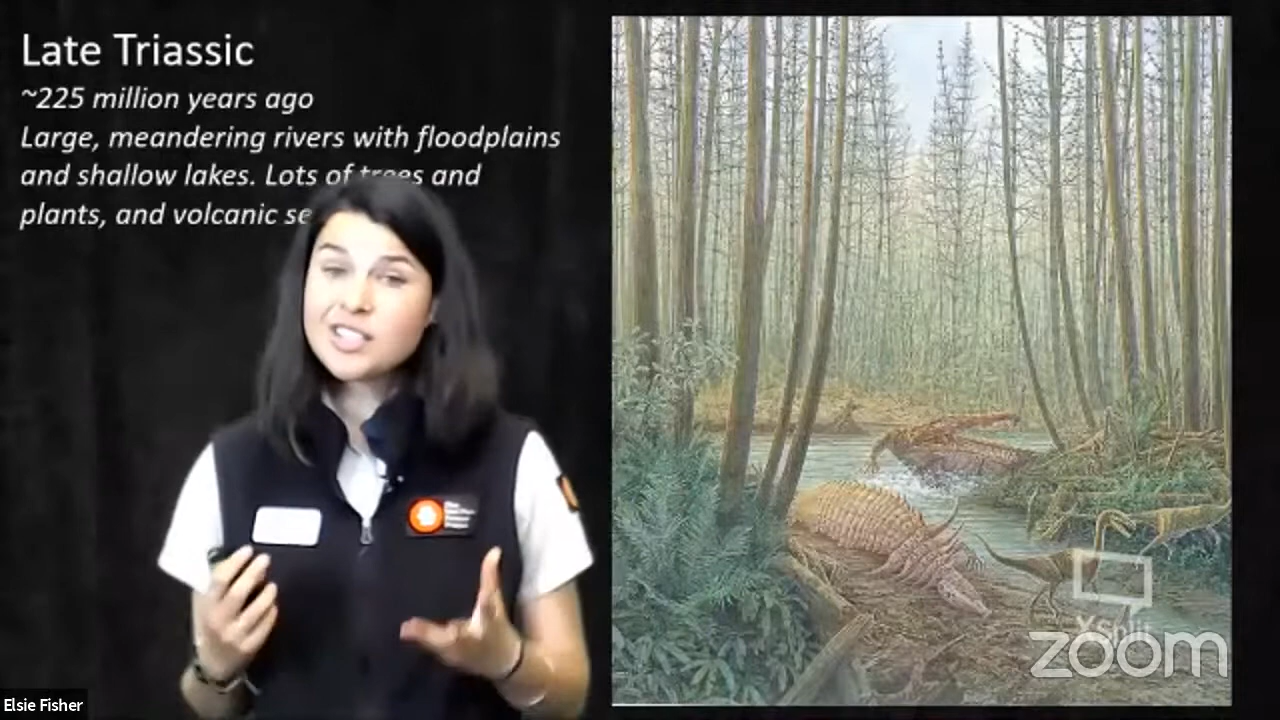 Late Triassic
~225 million years ago
Large, meandering rivers with floodplains
and shallow lakes. Lots of trees and
plants, and volcanic
zoom
Elsie Fisher